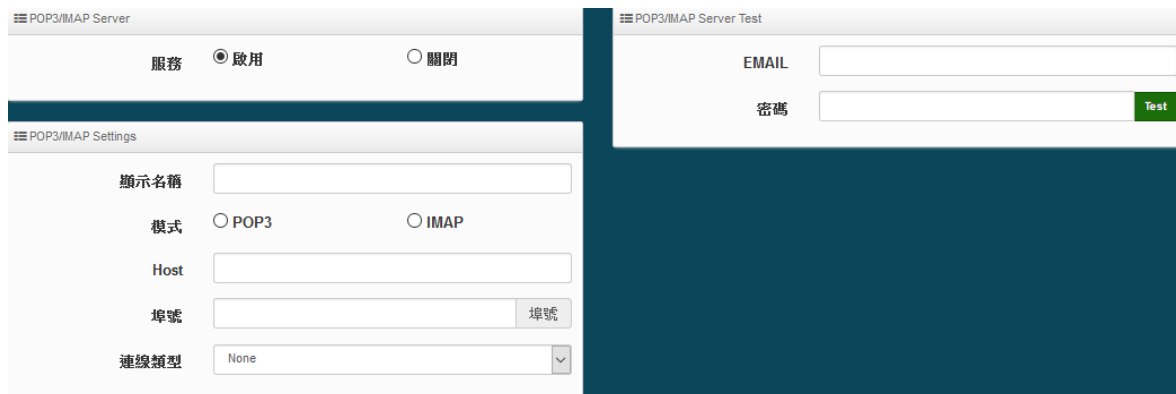 POP3/IMAP Server
服務 啟用 關閉
POP3/IMAP Settings
顯示名稱
模式 POP3 IMAP
Host
埠號 埠號
連線類型 None
POP3/IMAP Server Test
EMAIL
密碼 Test